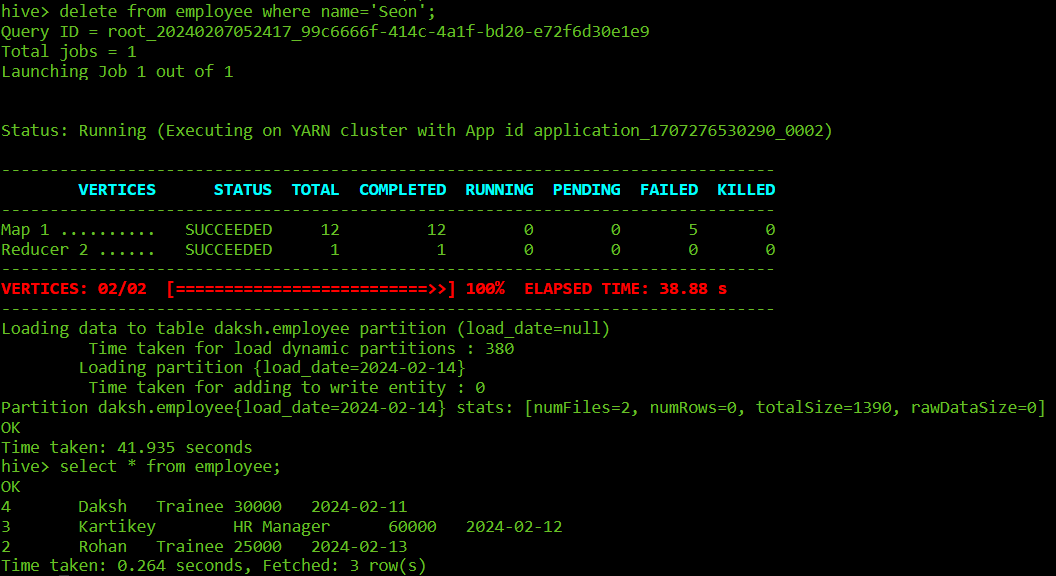 hive> delete from employee where name='Seon';
Query ID = root_20240207052417_99c6666f-414c-4a1f-bd20-e72f6d30e1e9
Total jobs = 1
Launching Job 1 out of 1
Status: Running (Executing on YARN cluster with App id application_1707276530290_0002)
--------------------------------------------------------------------------------
        VERTICES      STATUS  TOTAL  COMPLETED  RUNNING  PENDING  FAILED  KILLED
--------------------------------------------------------------------------------
Map 1 ..........   SUCCEEDED     12         12        0        0       5       0
Reducer 2 ......   SUCCEEDED      1          1        0        0       0       0
--------------------------------------------------------------------------------
VERTICES: 02/02  [==========================>>] 100%  ELAPSED TIME: 38.88 s
--------------------------------------------------------------------------------
Loading data to table daksh.employee partition (load_date=null)
         Time taken for load dynamic partitions : 380
        Loading partition {load_date=2024-02-14}
         Time taken for adding to write entity : 0
Partition daksh.employee{load_date=2024-02-14} stats: [numFiles=2, numRows=0, totalSize=1390, rawDataSize=0]
OK
Time taken: 41.935 seconds
hive> select * from employee;
OK
4       Daksh   Trainee 30000   2024-02-11
3       Kartikey        HR Manager      60000   2024-02-12
2       Rohan   Trainee 25000   2024-02-13
Time taken: 0.264 seconds, Fetched: 3 row(s)